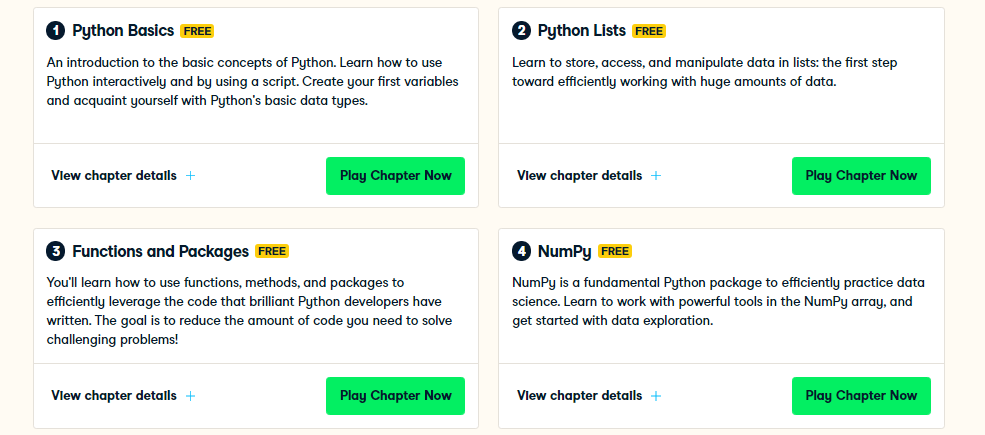 1 Python Basics FREE
An introduction to the basic concepts of Python. Learn how to use
Python interactively and by using a script. Create your first variables
and acquaint yourself with Python's basic data types.
View chapter details +
Play Chapter Now
2 Python Lists FREE
Learn to store, access, and manipulate data in lists: the first step
toward efficiently working with huge amounts of data.
View chapter details +
Play Chapter Now
3 Functions and Packages FREE
You'll learn how to use functions, methods, and packages to
efficiently leverage the code that brilliant Python developers have
written. The goal is to reduce the amount of code you need to solve
challenging problems!
View chapter details +
Play Chapter Now
4 NumPy FREE
NumPy is a fundamental Python package to efficiently practice data
science. Learn to work with powerful tools in the NumPy array, and
get started with data exploration.
View chapter details +
Play Chapter Now